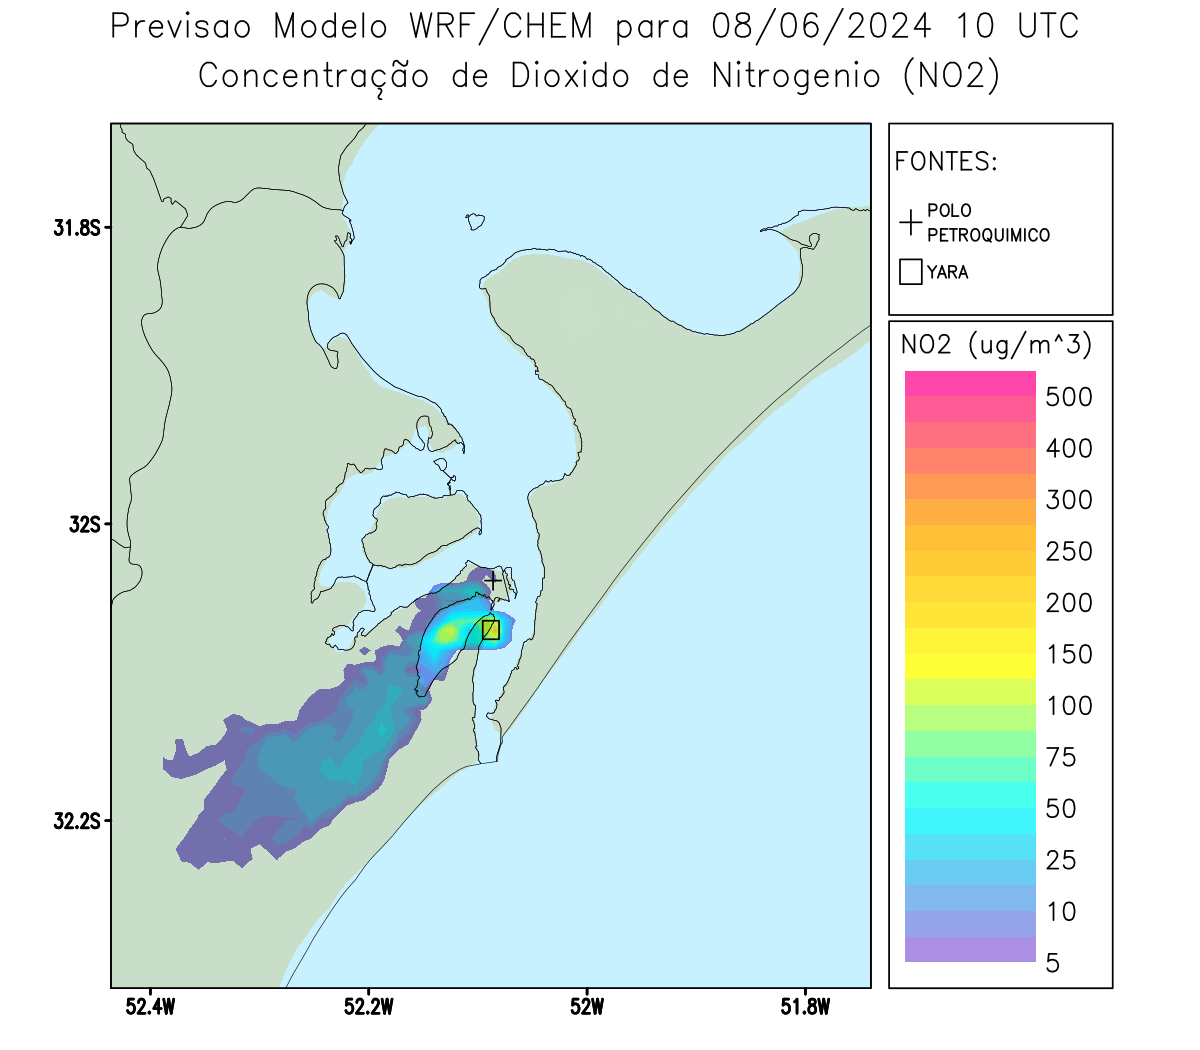 Previsao Modelo WRF/CHEM para 08/06/2024 10 UTC
Concentração de Dioxido de Nitrogenio (NO2)
FONTES:
POLO
PETROQUIMICO
YARA
NO2 (ug/m^3)
500
400
300
250
200
150
100
75
50
25
10
5
31.8S
32S
32.2S
52.4W
52.2W
52W
51.8W